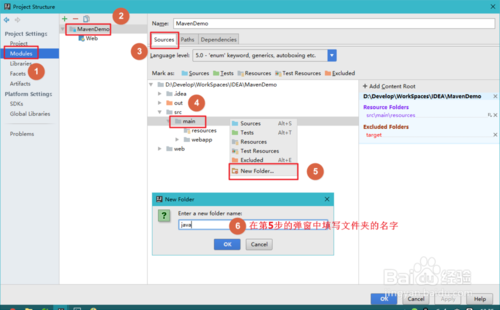 Project Structure
Project Settings
Project
Modules
Libraries
Facets
Artifacts
Platform Settings
SDKs
Global Libraries
Problems
1
2
MavenDemo
Web
Name: MavenDemo
3
Sources Paths Dependencies
Language level: 5.0 - 'enum' keyword, generics, autoboxing etc.
Mark as: Sources Tests Resources Test Resources Excluded
D:\Develop\WorkSpaces\IDEA\MavenDemo
.idea
out
src
4
main
resources
webapp
web
Sources Alt+S
Tests Alt+T
Resources
Test Resources
Excluded Alt+E
New Folder...
5
+ Add Content Root
D:\Develop\WorkSpaces\IDEA\MavenDemo
Resource Folders
src\main\resources
Excluded Folders
target
New Folder
Enter a new folder name:
java
6 在第5步的弹窗中填写文件夹的名字
OK Cancel
OK Cancel Apply Help
Bai 经验